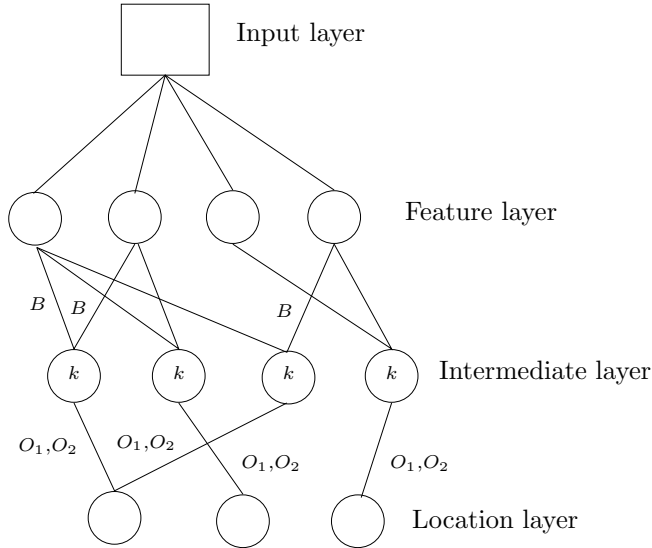 Input layer
Feature layer
B B B
k k k k Intermediate layer
O₁,O₂ O₁,O₂ O₁,O₂ O₁,O₂
Location layer